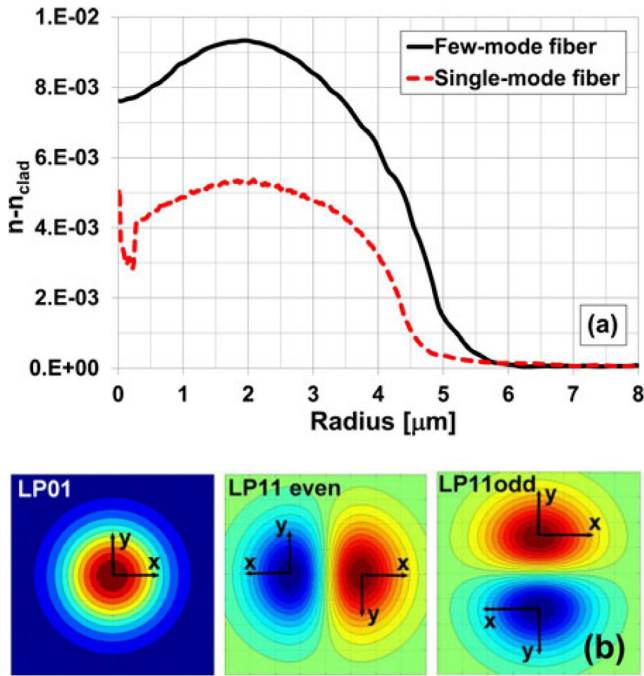 1.E-02
8.E-03
6.E-03
4.E-03
2.E-03
0.E+00
n-n_clad
Few-mode fiber
Single-mode fiber
(a)
0 1 2 3 4 5 6 7 8
Radius [μm]
LP01
y
x
LP11 even
y
x
x
y
LP11odd
y
x
x
y
(b)